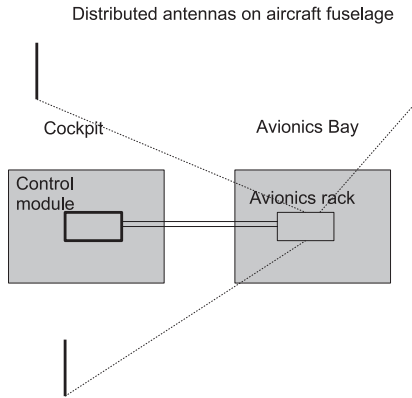 Distributed antennas on aircraft fuselage
Cockpit
Avionics Bay
Control
module
Avionics rack